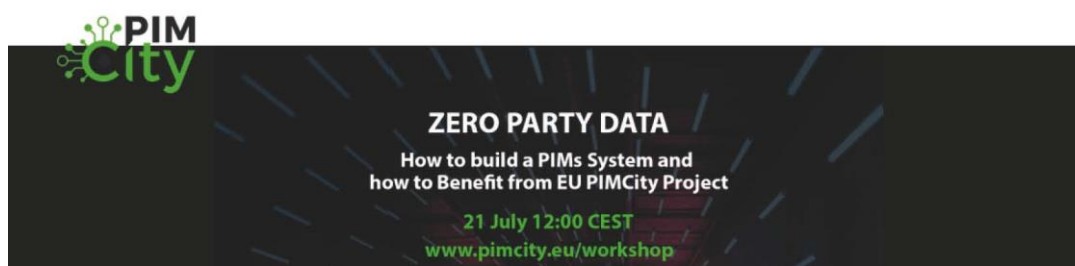 PIM
City
ZERO PARTY DATA
How to build a PIMs System and
how to Benefit from EU PIMCity Project
21 July 12:00 CEST
www.pimcity.eu/workshop